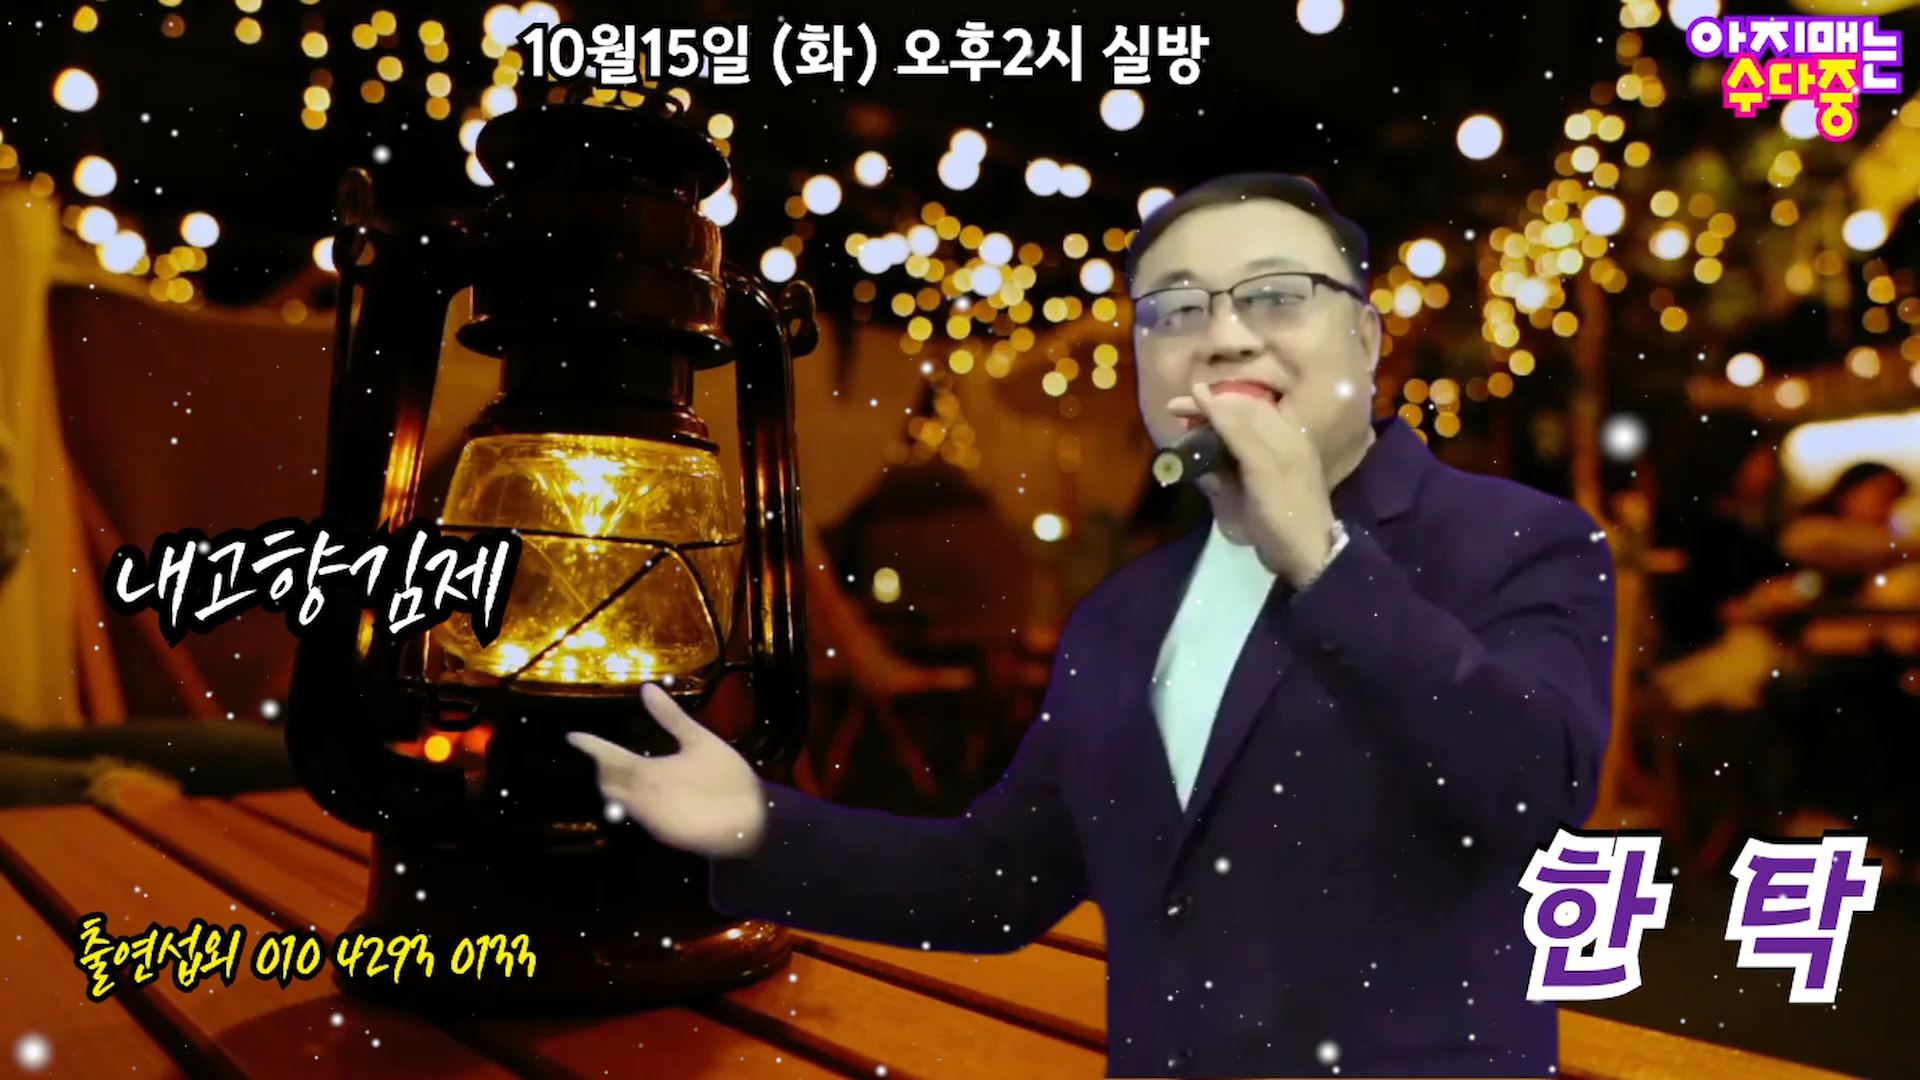 10월15일 (화) 오후2시 실방
아지매는
수다중
내고향김제
출연섭외 010 4293 0133
한 탁